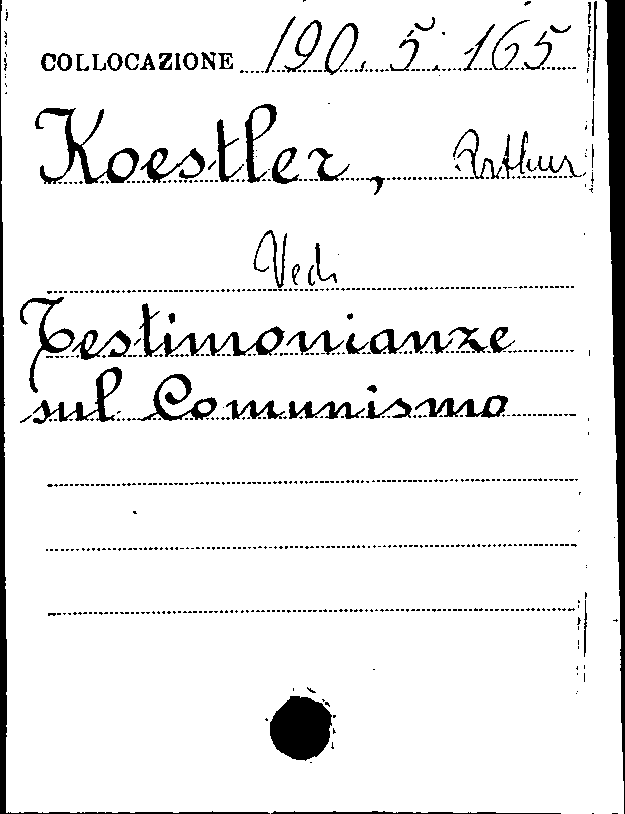 COLLOCAZIONE 190. 5. 165
Koestler, Arthur
Vedi
Testimonianze
sul Comunismo